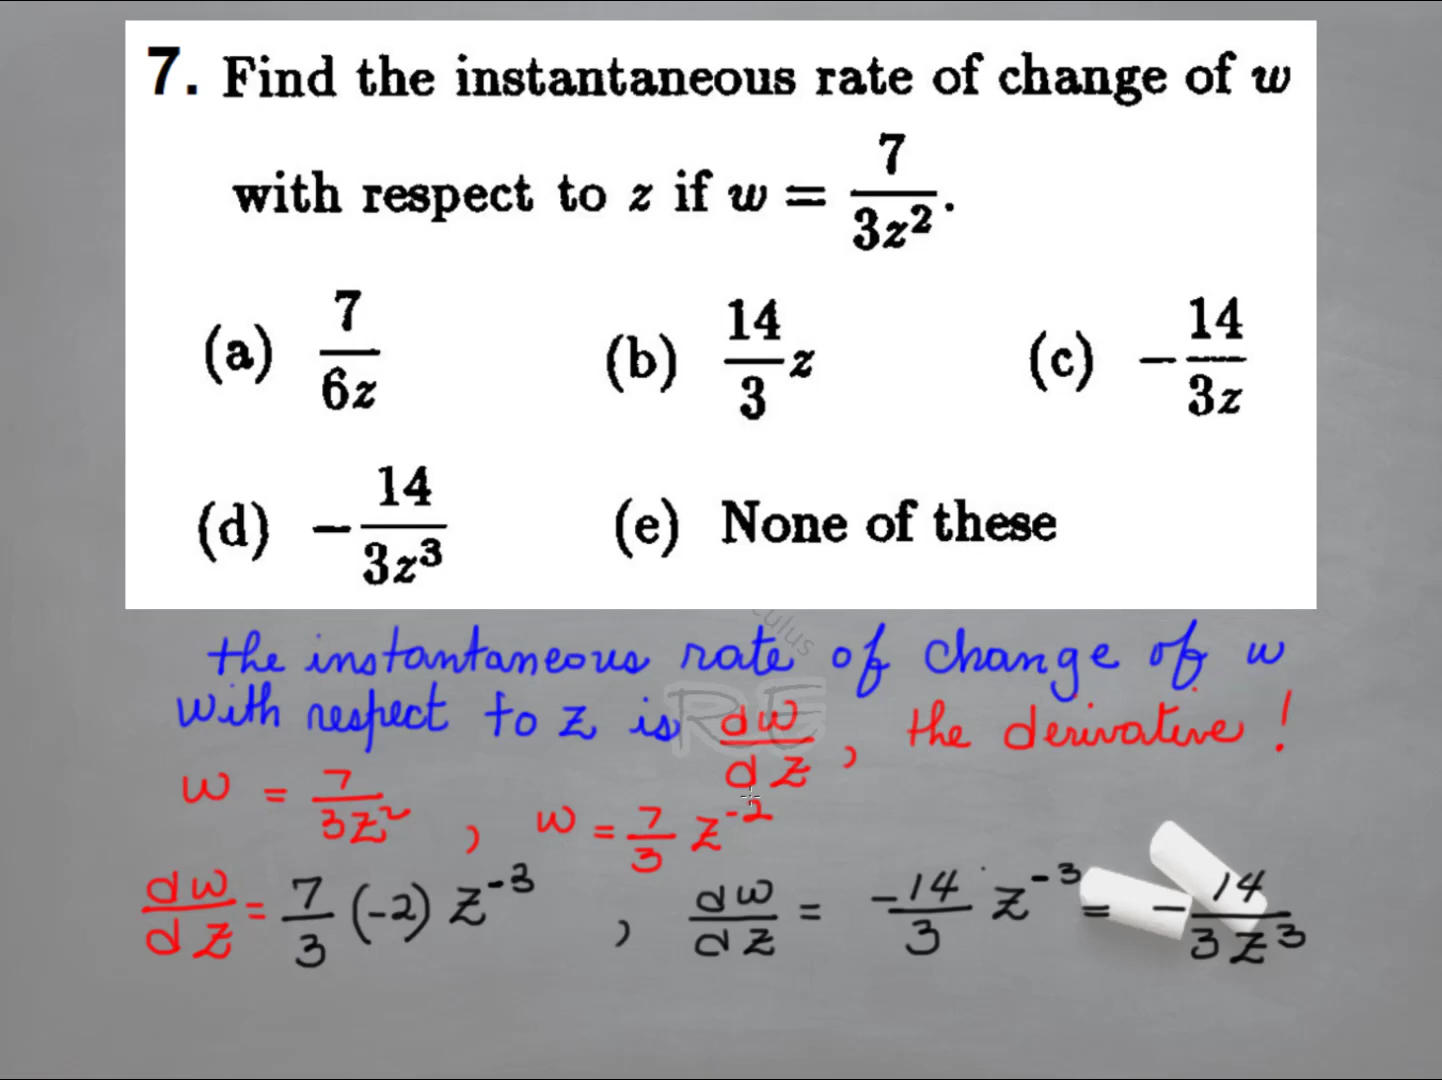 7. Find the instantaneous rate of change of w
with respect to z if w = 7/(3z²).
(a) 7/(6z) (b) 14/3 z (c) −14/(3z)
(d) −14/(3z³) (e) None of these
the instantaneous rate of change of w
with respect to z is dw/dz, the derivative!
w = 7/(3z²), w = 7/3 z⁻²
dw/dz = 7/3 (-2) z⁻³, dw/dz = -14/3 z⁻³ = -14/(3z³)